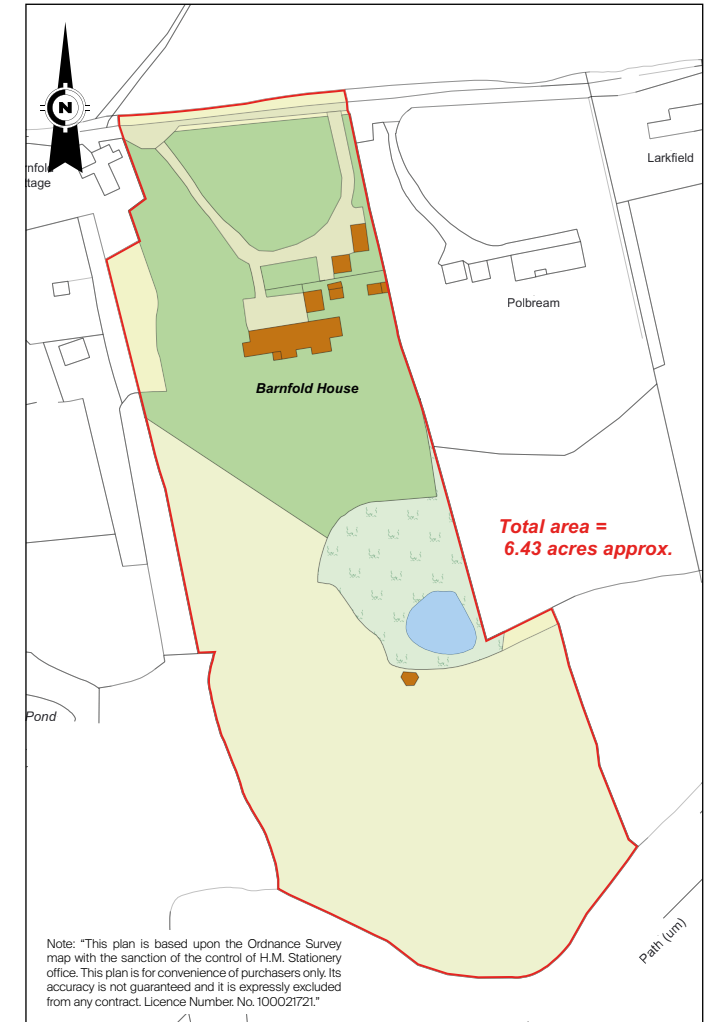 N
Larkfield
rnfold
ttage
Polbream
Barnfold House
Total area =
6.43 acres approx.
Pond
Path (um)
Note: “This plan is based upon the Ordnance Survey
map with the sanction of the control of H.M. Stationery
office. This plan is for convenience of purchasers only. Its
accuracy is not guaranteed and it is expressly excluded
from any contract. Licence Number. No. 100021721.”